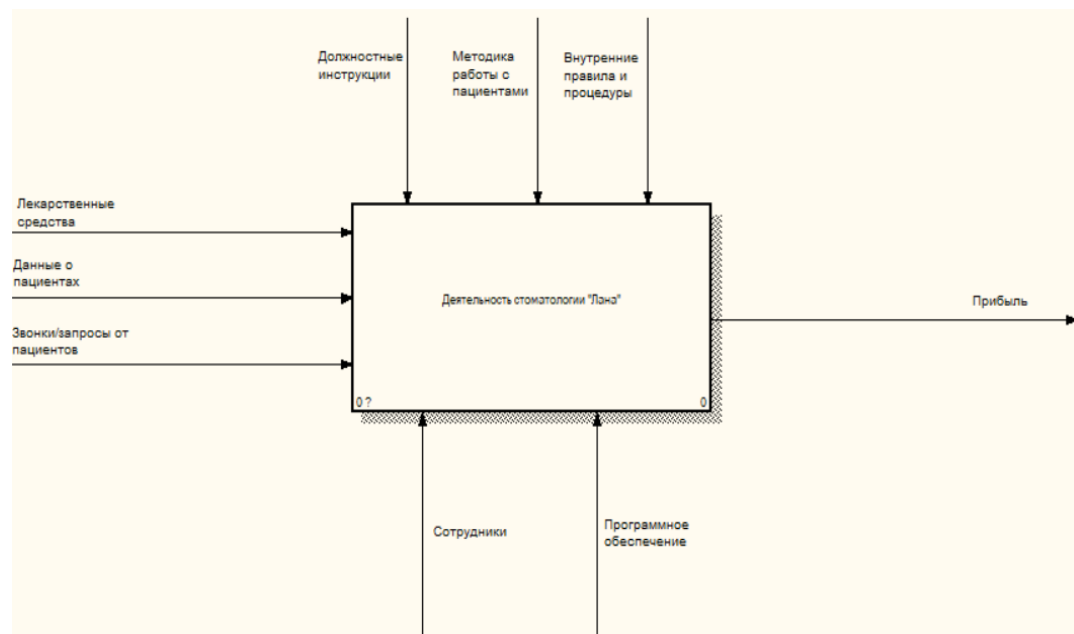 Должностные
инструкции
Методика
работы с
пациентами
Внутренние
правила и
процедуры
Лекарственные
средства
Данные о
пациентах
Звонки/запросы от
пациентов
Деятельность стоматологии "Лана"
0 ?
0
Прибыль
Сотрудники
Программное
обеспечение